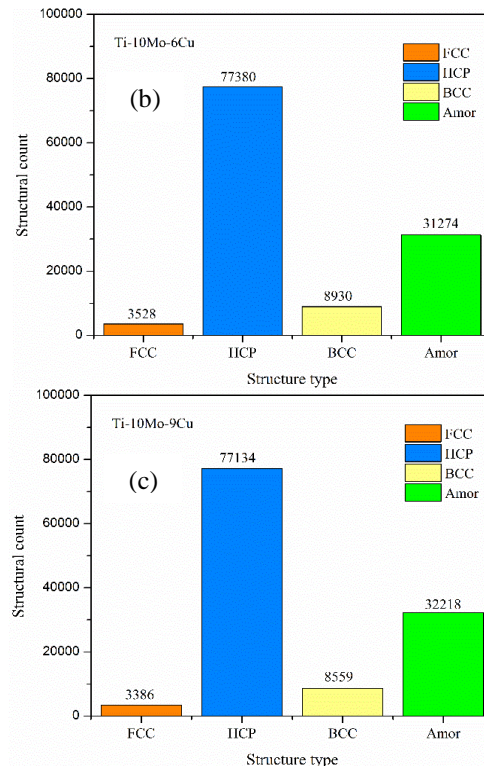 100000
Ti-10Mo-6Cu
FCC
HCP
BCC
Amor
80000
77380
(b)
60000
Structural count
40000
31274
20000
8930
3528
0
FCC
HCP
BCC
Amor
Structure type
100000
Ti-10Mo-9Cu
FCC
HCP
BCC
Amor
80000
77134
(c)
60000
Structural count
40000
32218
20000
8559
3386
0
FCC
HCP
BCC
Amor
Structure type